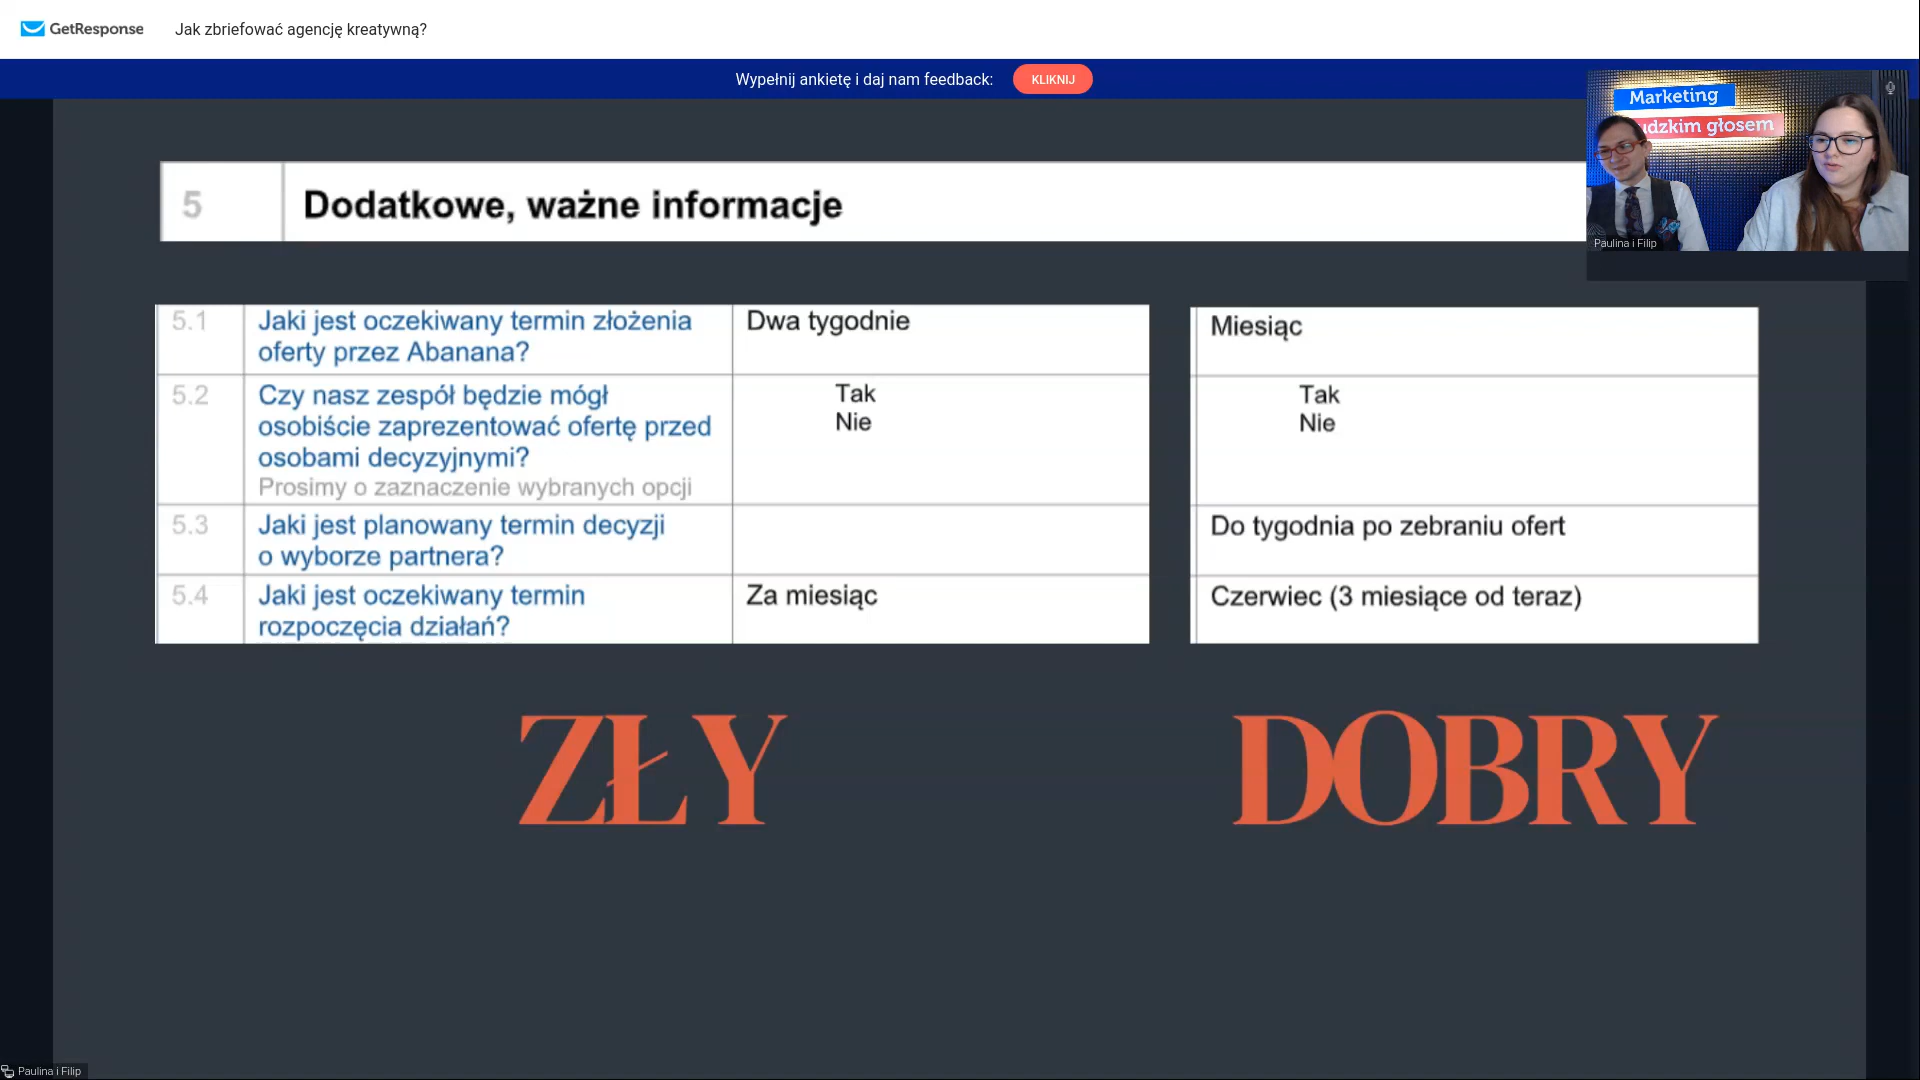 GetResponse
Jak zbriefować agencję kreatywną?
Wypełnij ankietę i daj nam feedback:
KLIKNIJ
Marketing
udzkim głosem
Paulina i Filip
5
Dodatkowe, ważne informacje
5.1
Jaki jest oczekiwany termin złożenia
oferty przez Abanana?
Dwa tygodnie
Miesiąc
5.2
Czy nasz zespół będzie mógł
osobiście zaprezentować ofertę przed
osobami decyzyjnymi?
Prosimy o zaznaczenie wybranych opcji
Tak
Nie
Tak
Nie
5.3
Jaki jest planowany termin decyzji
o wyborze partnera?
Do tygodnia po zebraniu ofert
5.4
Jaki jest oczekiwany termin
rozpoczęcia działań?
Za miesiąc
Czerwiec (3 miesiące od teraz)
ZŁY
DOBRY
Paulina i Filip